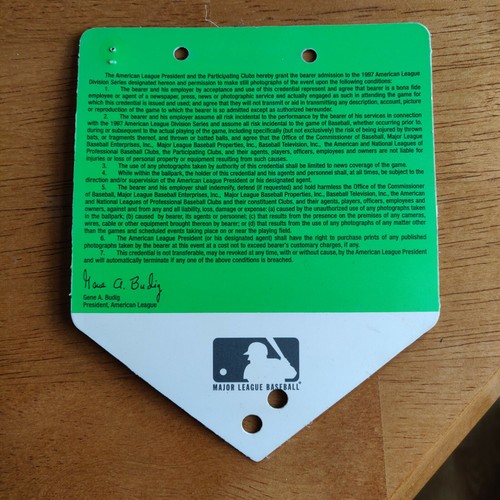 The American League President and the Participating Clubs hereby grant the bearer admission to the 1997 American League
Division Series designated hereon and permission to make still photographs of the event upon the following conditions:
1. The bearer and his employer by acceptance and use of this credential represent and agree that bearer is a bona fide
employee or agent of a newspaper, press, news or photographic service and actually engaged as such in attending the game for
which this credential is issued and used; and agree that they will not transmit or aid in transmitting any description, account, picture
or reproduction of the game to which the bearer is so admitted except as authorized hereunder.
2. The bearer and his employer assume all risk incidental to the performance by the bearer of his services in connection
with the 1997 American League Division Series and assume all risk incidental to the game of Baseball, whether occurring prior to,
during or subsequent to the actual playing of the game, including specifically (but not exclusively) the risk of being injured by thrown
bats, or fragments thereof, and thrown or batted balls, and agree that the Office of the Commissioner of Baseball, Major League
Baseball Enterprises, Inc., Major League Baseball Properties, Inc., Baseball Television, Inc., the American and National Leagues of
Professional Baseball Clubs, the Participating Clubs, and their agents, players, officers, employees and owners are not liable for
injuries or loss of personal property or equipment resulting from such causes.
3. The use of any photographs taken by authority of this credential shall be limited to news coverage of the game.
4. While within the ballpark, the holder of this credential and his agents and personnel shall, at all times, be subject to the
direction and/or supervision of the American League President or his designated agent.
5. The bearer and his employer shall indemnify, defend (if requested) and hold harmless the Office of the Commissioner
of Baseball, Major League Baseball Enterprises, Inc., Major League Baseball Properties, Inc., Baseball Television, Inc., the American
and National Leagues of Professional Baseball Clubs and their constituent Clubs, and their agents, players, officers, employees and
owners, against and from any and all liability, loss, damage or expense: (a) caused by the unauthorized use of any photographs taken
in the ballpark; (b) caused by bearer, its agents or personnel; (c) that results from the presence on the premises of any cameras,
wires, cable or other equipment brought thereon by bearer; or (d) that results from the use of any photographs of any matter other
than the games and scheduled events taking place on or near the playing field.
6. The American League President (or his designated agent) shall have the right to purchase prints of any published
photographs taken by the bearer at this event at a cost not to exceed bearer's customary charges, if any.
7. This credential is not transferable, may be revoked at any time, with or without cause, by the American League President
and will automatically terminate if any one of the above conditions is breached.
Gene A. Budig
Gene A. Budig
President, American League
MAJOR LEAGUE BASEBALL®